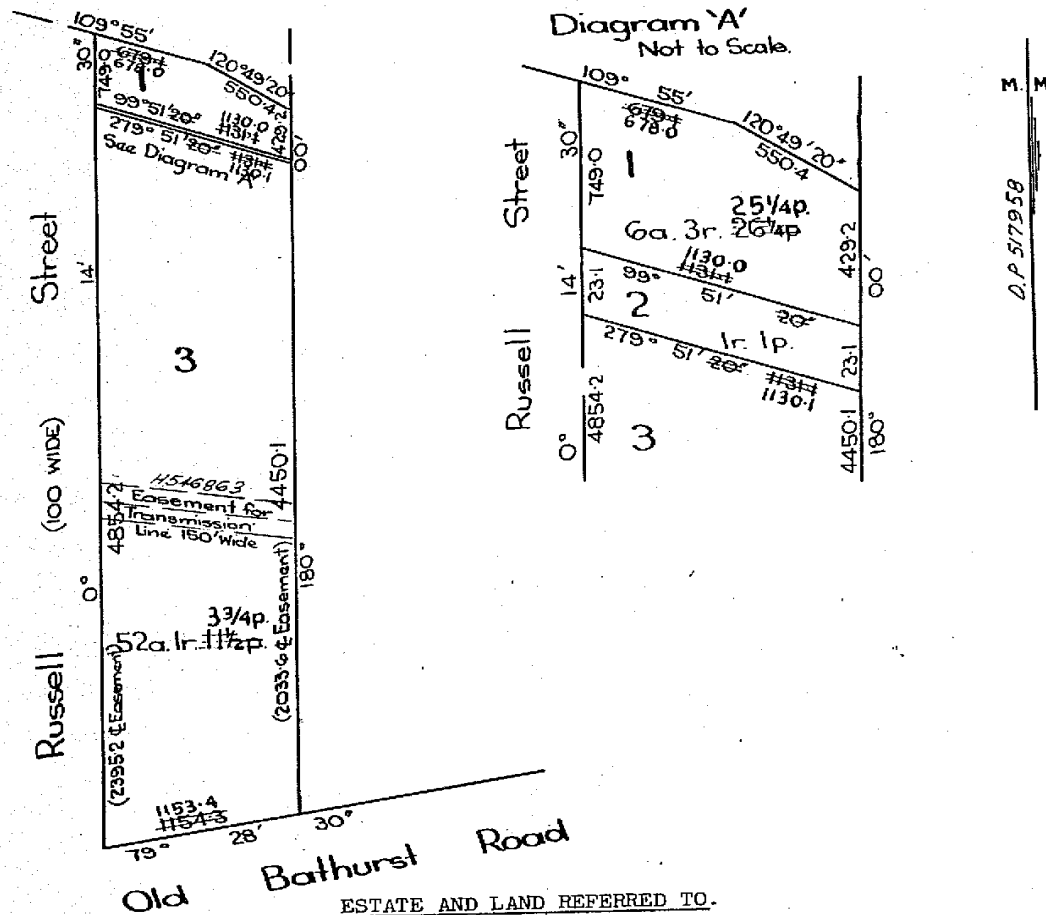 Diagram 'A'
Not to Scale.
109° 55'
679.1
678.0
120° 49' 20"
550.4
30"
749.0
1
99° 51' 20"
1130.0
1131.1
429.2
00'
279° 51' 20"
1131.1
1130.1
See Diagram 'A'
Street
14'
3
(100 WIDE)
H546863
Easement for
Transmission
Line 150' Wide
4854.2
4450.1
0°
180°
3 3/4p.
52a. 1r. 11 1/2p.
Russell
(2395.2 ₵ Easement)
(2033.6 ₵ Easement)
1153.4
1154.3
79° 28' 30"
Old Bathurst Road
109° 55'
679.1
678.0
120° 49' 20"
550.4
Street
30"
749.0
1
25 1/4p.
6a. 3r. 26 1/4p
1130.0
1131.1
429.2
99° 51' 20"
00'
14'
23.1
2
1r. 1p.
23.1
279° 51' 20"
1131.1
1130.1
Russell
0°
4854.2
3
4450.1
180°
M. M
D.P 517958
ESTATE AND LAND REFERRED TO.